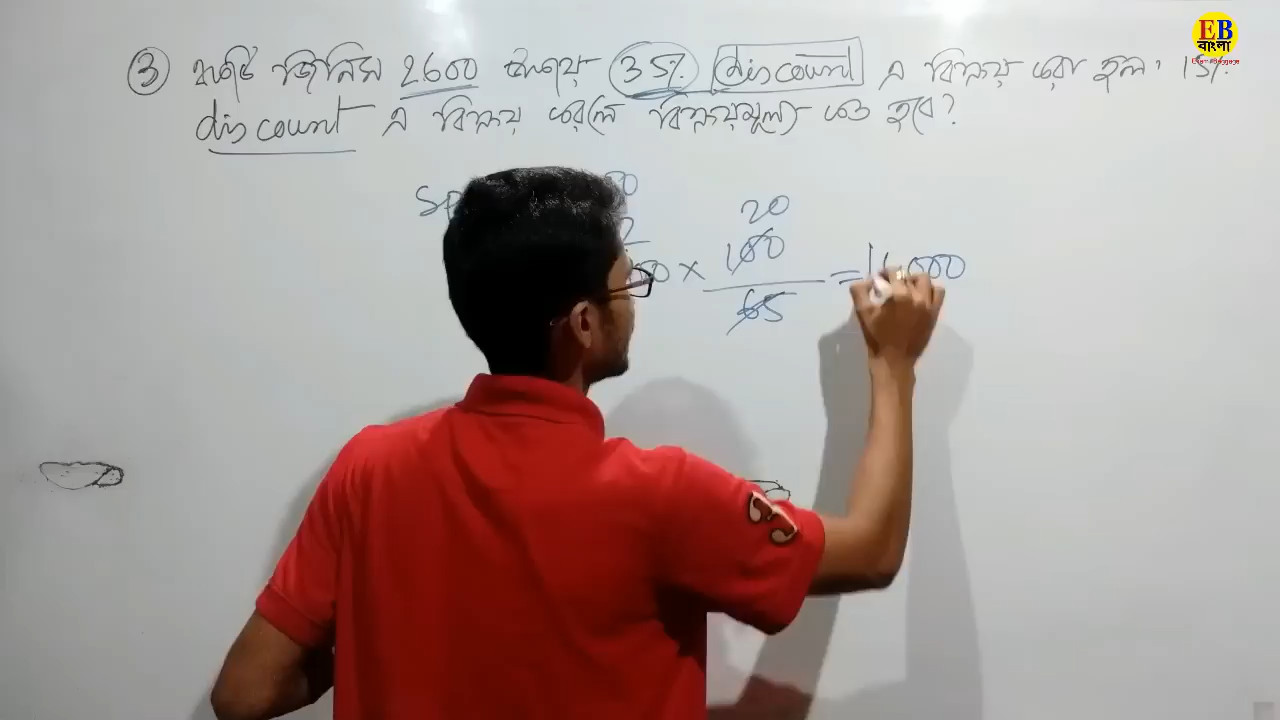 ③ একটি জিনিস 2600 টাকায় 35% discount এ বিক্রয় করা হল। 15%
discount এ বিক্রয় করলে বিক্রয়মূল্য কত হবে?
20
100
× = 000
65
EB
বাংলা